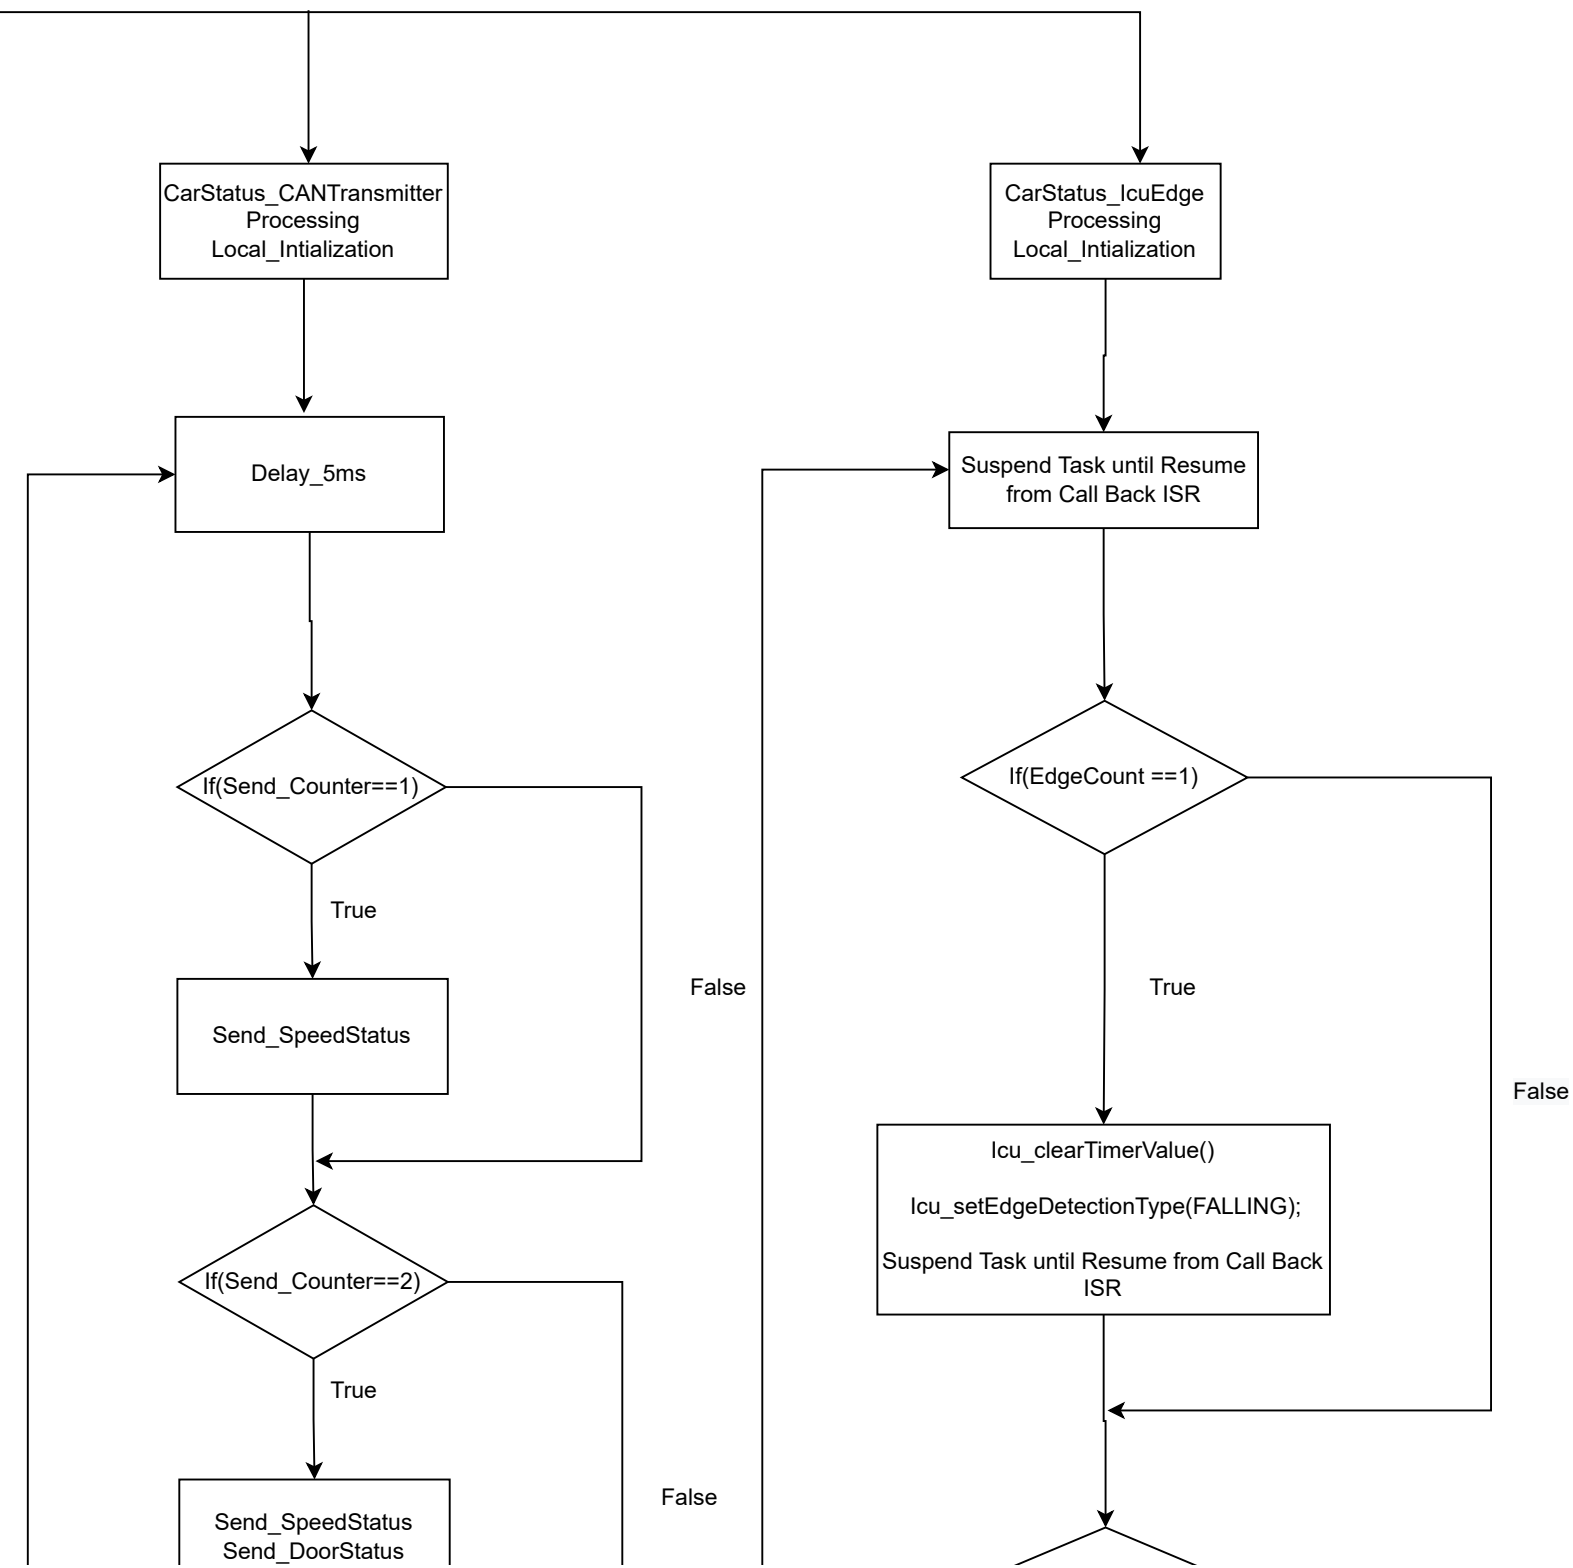 CarStatus_CANTransmitter
Processing
Local_Intialization
Delay_5ms
If(Send_Counter==1)
True
False
Send_SpeedStatus
If(Send_Counter==2)
True
False
Send_SpeedStatus
Send_DoorStatus
CarStatus_IcuEdge
Processing
Local_Intialization
Suspend Task until Resume
from Call Back ISR
If(EdgeCount ==1)
True
False
Icu_clearTimerValue()
Icu_setEdgeDetectionType(FALLING);
Suspend Task until Resume from Call Back
ISR